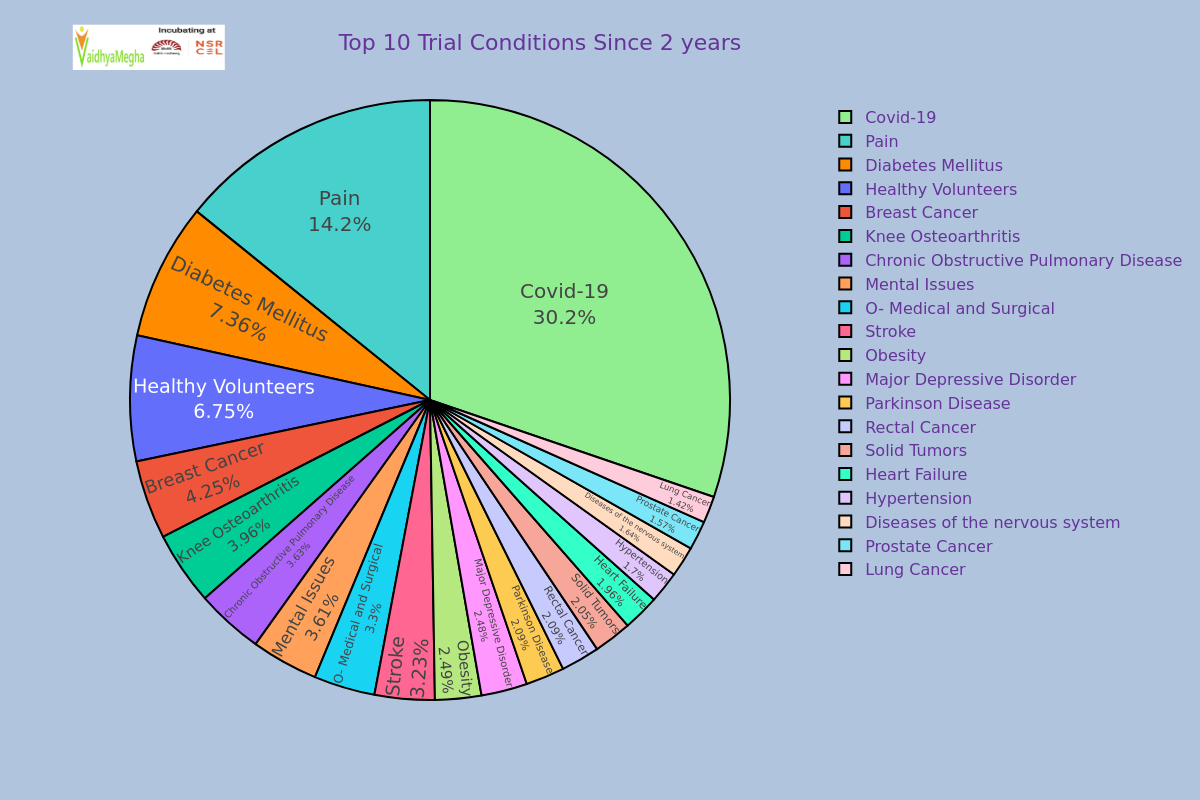 Incubating at
VaidhyaMegha
NSR
CEL
Top 10 Trial Conditions Since 2 years
Covid-19
30.2%
Pain
14.2%
Diabetes Mellitus
7.36%
Healthy Volunteers
6.75%
Breast Cancer
4.25%
Knee Osteoarthritis
3.96%
Chronic Obstructive Pulmonary Disease
3.63%
Mental Issues
3.61%
O- Medical and Surgical
3.3%
Stroke
3.23%
Obesity
2.49%
Major Depressive Disorder
2.48%
Parkinson Disease
2.09%
Rectal Cancer
2.09%
Solid Tumors
2.05%
Heart Failure
1.96%
Hypertension
1.7%
Diseases of the nervous system
1.64%
Prostate Cancer
1.57%
Lung Cancer
1.42%
Covid-19
Pain
Diabetes Mellitus
Healthy Volunteers
Breast Cancer
Knee Osteoarthritis
Chronic Obstructive Pulmonary Disease
Mental Issues
O- Medical and Surgical
Stroke
Obesity
Major Depressive Disorder
Parkinson Disease
Rectal Cancer
Solid Tumors
Heart Failure
Hypertension
Diseases of the nervous system
Prostate Cancer
Lung Cancer